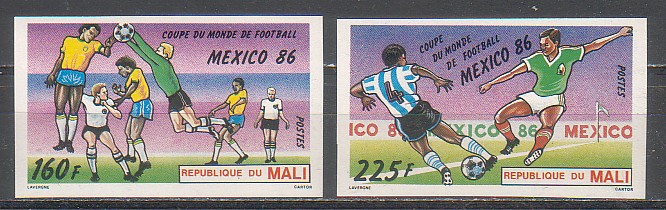 COUPE DU MONDE DE FOOTBALL
MEXICO 86
POSTES
160F
REPUBLIQUE DU MALI
LAVERGNE
CARTOR
COUPE DU MONDE
DE FOOTBALL
MEXICO 86
POSTES
4
ICO 86 MEXICO 86 MEXICO
225F
REPUBLIQUE DU MALI
LAVERGNE
CARTOR